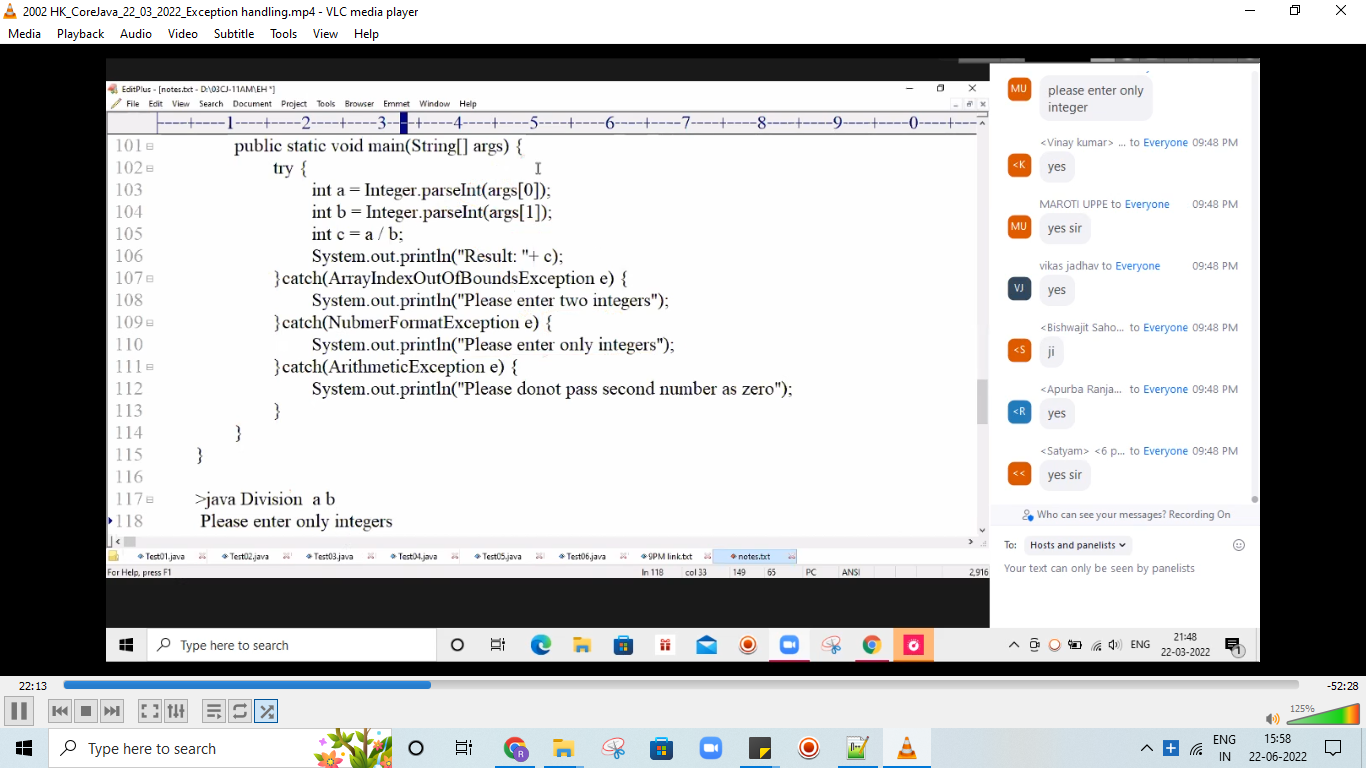 2002 HK_CoreJava_22_03_2022_Exception handling.mp4 - VLC media player
Media Playback Audio Video Subtitle Tools View Help
EditPlus - [notes.txt - D:\03CJ-11AM\EH *]
File Edit View Search Document Project Tools Browser Emmet Window Help
----+----1----+----2----+----3----+----4----+----5----+----6----+----7----+----8----+----9----+----0----+----
101 public static void main(String[] args) {
102 try {
103 int a = Integer.parseInt(args[0]);
104 int b = Integer.parseInt(args[1]);
105 int c = a / b;
106 System.out.println("Result: "+ c);
107 }catch(ArrayIndexOutOfBoundsException e) {
108 System.out.println("Please enter two integers");
109 }catch(NubmerFormatException e) {
110 System.out.println("Please enter only integers");
111 }catch(ArithmeticException e) {
112 System.out.println("Please donot pass second number as zero");
113 }
114 }
115 }
116
117 >java Division a b
118 Please enter only integers
Test01.java Test02.java Test03.java Test04.java Test05.java Test06.java 9PM link.txt notes.txt
For Help, press F1 ln 118 col 33 149 65 PC ANSI 2,916
MU please enter only
integer
<Vinay kumar> ... to Everyone 09:48 PM
<K yes
MAROTI UPPE to Everyone 09:48 PM
MU yes sir
vikas jadhav to Everyone 09:48 PM
VJ yes
<Bishwajit Saho... to Everyone 09:48 PM
<S ji
<Apurba Ranja... to Everyone 09:48 PM
<R yes
<Satyam> <6 p... to Everyone 09:48 PM
<< yes sir
Who can see your messages? Recording On
To: Hosts and panelists
Your text can only be seen by panelists
Type here to search
ENG
21:48
22-03-2022
1
22:13
-52:28
125%
Type here to search
R
ENG
IN
15:58
22-06-2022